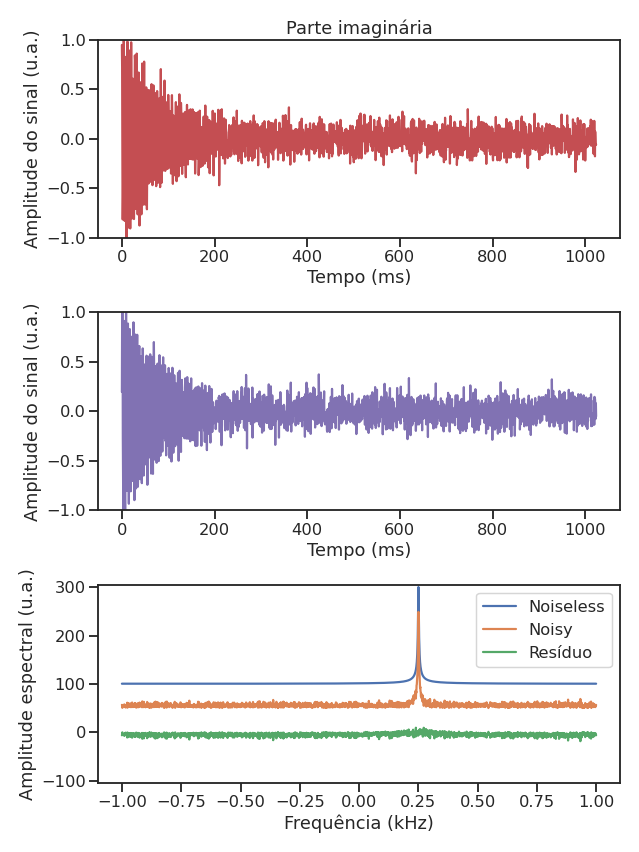 Parte imaginária
1.0
0.5
0.0
−0.5
−1.0
Amplitude do sinal (u.a.)
0 200 400 600 800 1000
Tempo (ms)
1.0
0.5
0.0
−0.5
−1.0
Amplitude do sinal (u.a.)
0 200 400 600 800 1000
Tempo (ms)
300
200
100
0
−100
Amplitude espectral (u.a.)
Noiseless
Noisy
Resíduo
−1.00 −0.75 −0.50 −0.25 0.00 0.25 0.50 0.75 1.00
Frequência (kHz)